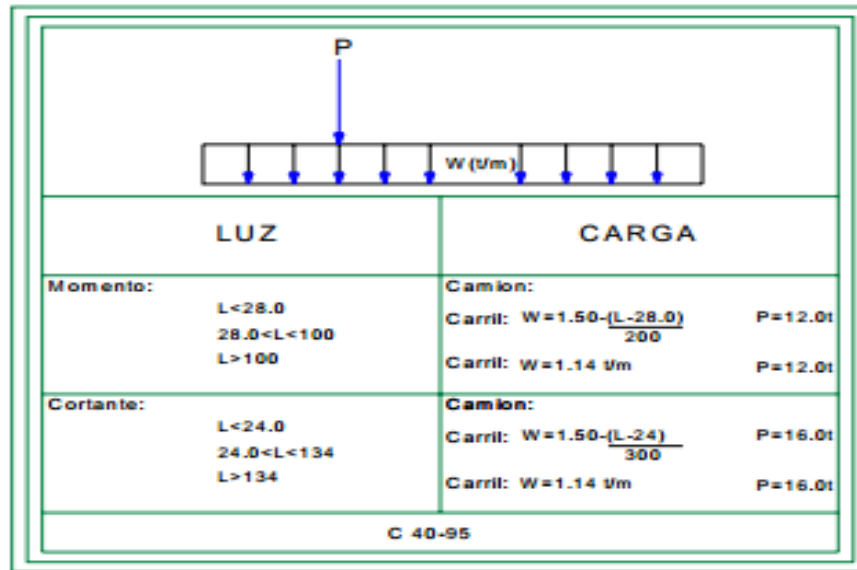 P
W (t/m)
LUZ
CARGA
Momento:
L<28.0
28.0<L<100
L>100
Camion:
Carril: W=1.50-(L-28.0)/200 P=12.0t
Carril: W=1.14 t/m P=12.0t
Cortante:
L<24.0
24.0<L<134
L>134
Camion:
Carril: W=1.50-(L-24)/300 P=16.0t
Carril: W=1.14 t/m P=16.0t
C 40-95